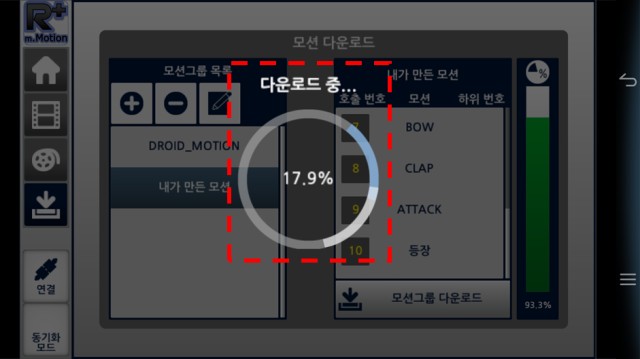 R+
m.Motion
모션 다운로드
모션그룹 목록
내가 만든 모션
%
다운로드 중...
호출 번호 모션 하위 번호
7 BOW
DROID_MOTION
17.9%
8 CLAP
내가 만든 모션
9 ATTACK
10 등장
연결
모션그룹 다운로드
93.3%
동기화
모드